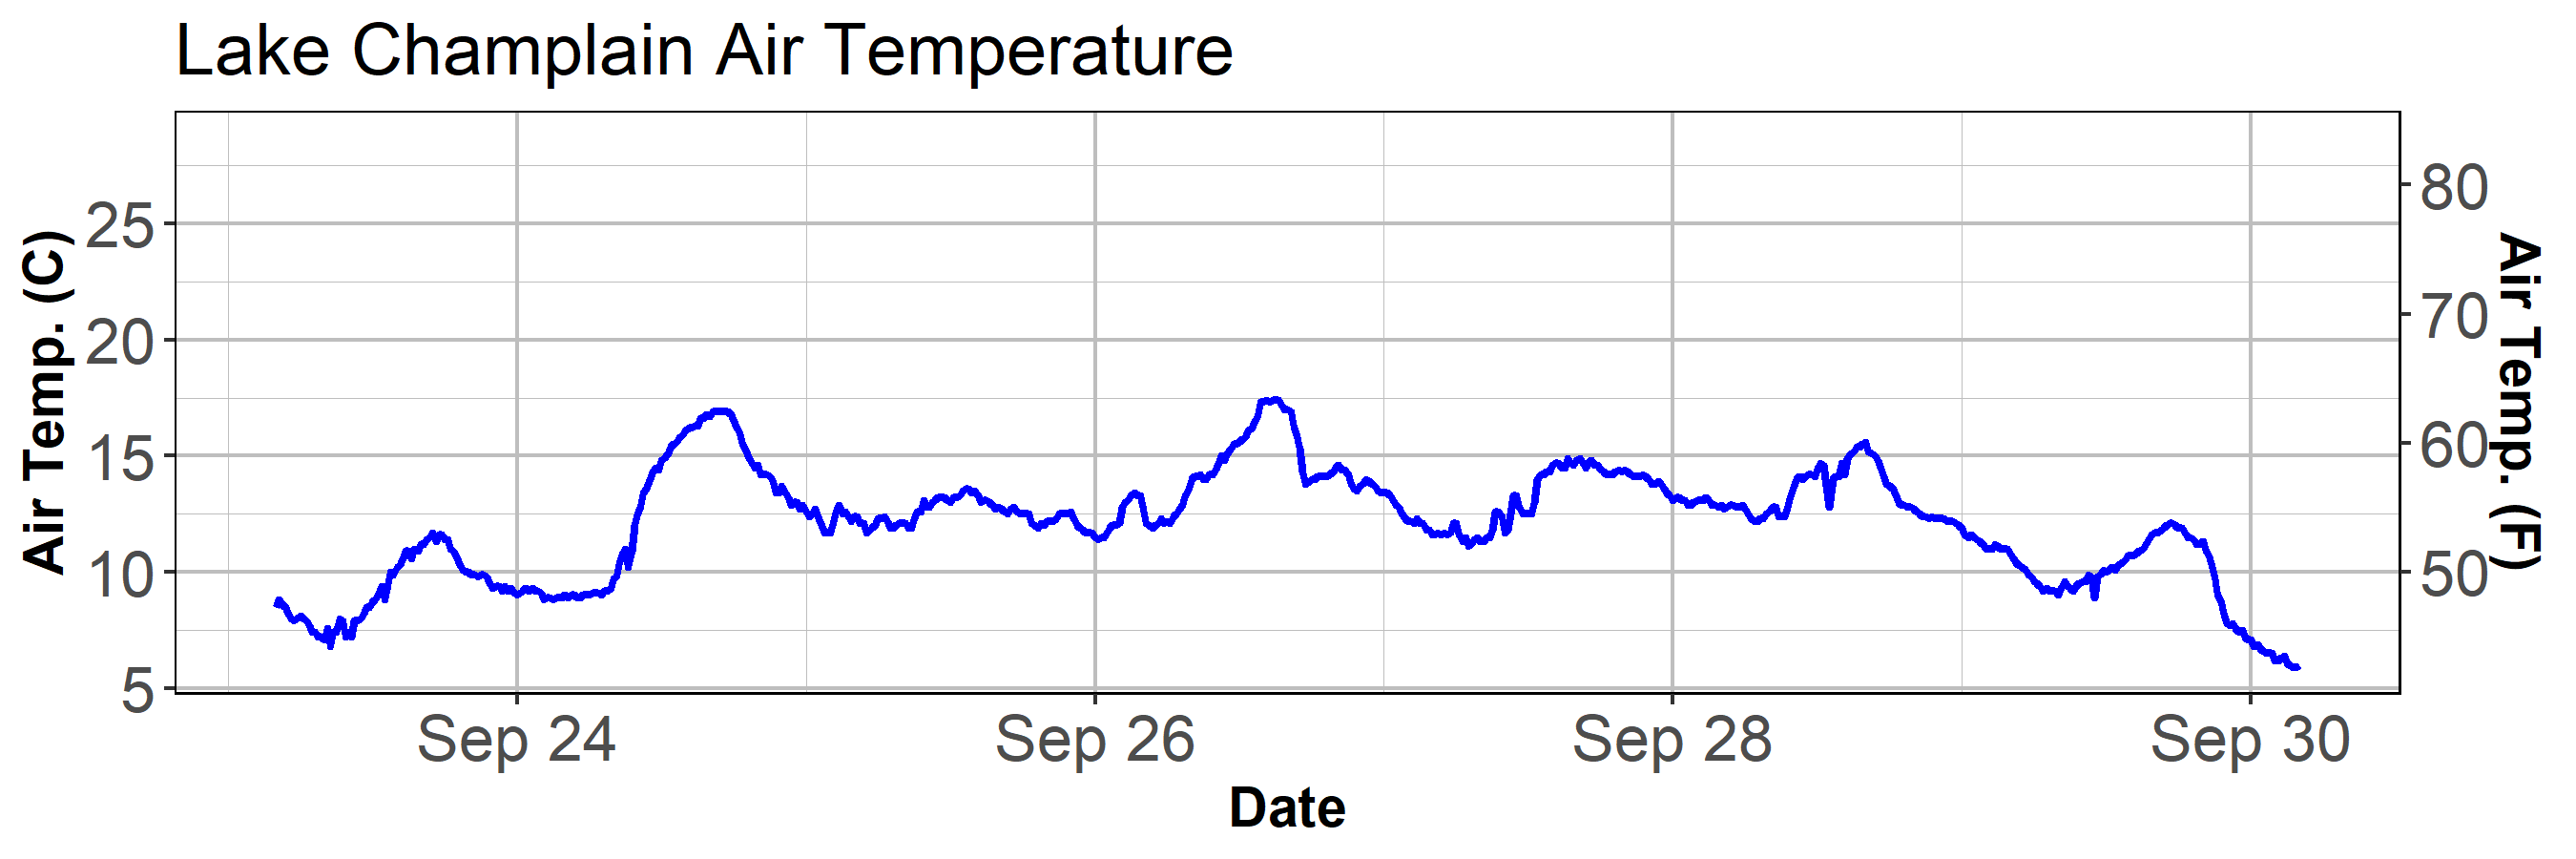 Lake Champlain Air Temperature
Air Temp. (C)
25
20
15
10
5
80
70
60
50
Air Temp. (F)
Sep 24
Sep 26
Sep 28
Sep 30
Date